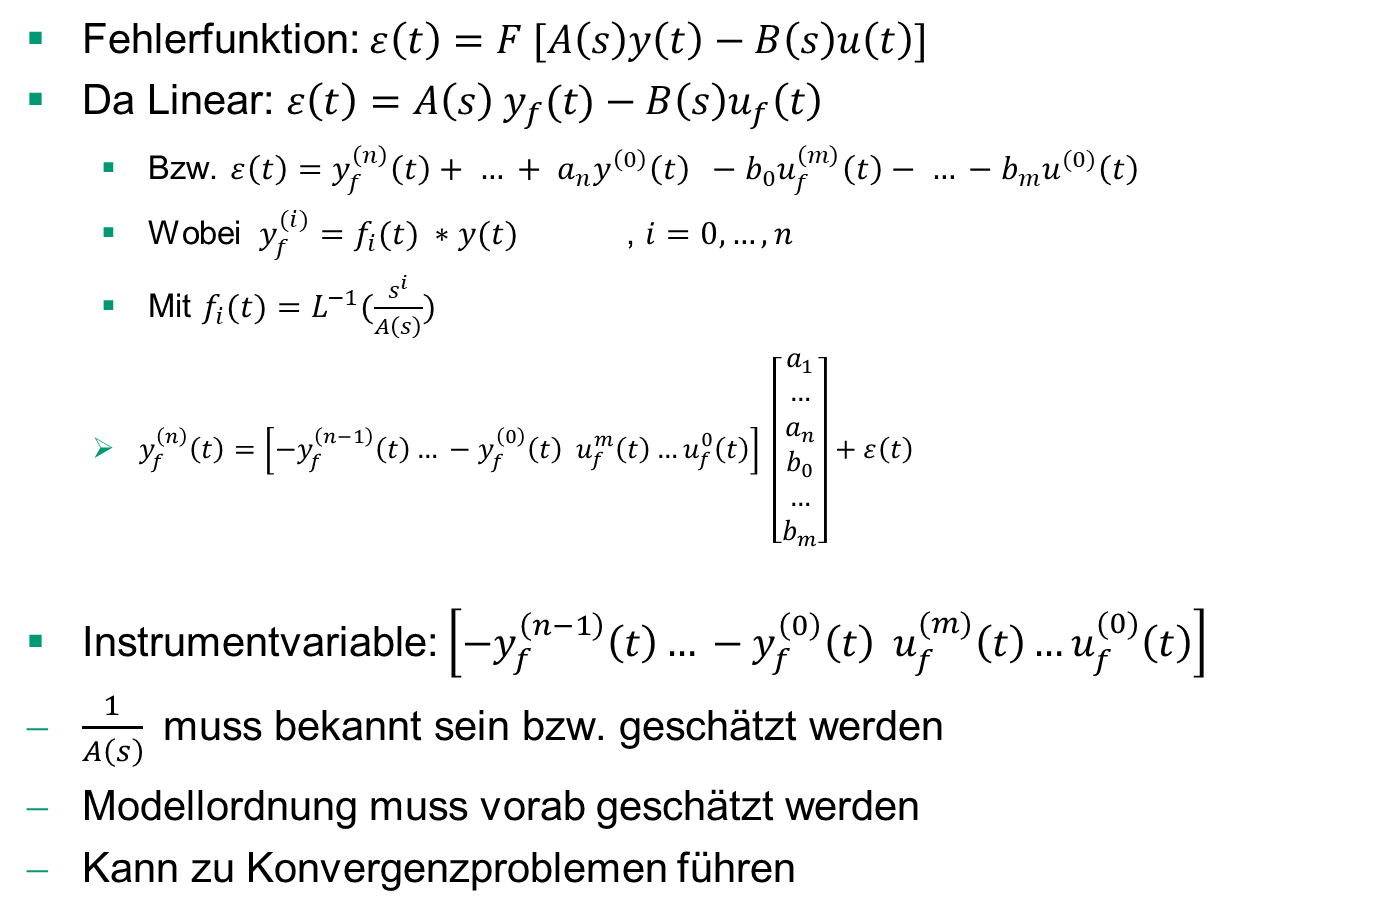 ▪ Fehlerfunktion: ε(t) = F [A(s)y(t) − B(s)u(t)]
▪ Da Linear: ε(t) = A(s) y_f(t) − B(s)u_f(t)
▪ Bzw. ε(t) = y_f^(n)(t) + … + a_n y^(0)(t) − b_0 u_f^(m)(t) − … − b_m u^(0)(t)
▪ Wobei y_f^(i) = f_i(t) ∗ y(t) , i = 0, … , n
▪ Mit f_i(t) = L^−1(s^i/A(s))
➢ y_f^(n)(t) = [−y_f^(n−1)(t) … − y_f^(0)(t) u_f^m(t) … u_f^0(t)] [a_1 … a_n b_0 … b_m] + ε(t)
▪ Instrumentvariable: [−y_f^(n−1)(t) … − y_f^(0)(t) u_f^(m)(t) … u_f^(0)(t)]
− 1/A(s) muss bekannt sein bzw. geschätzt werden
− Modellordnung muss vorab geschätzt werden
− Kann zu Konvergenzproblemen führen